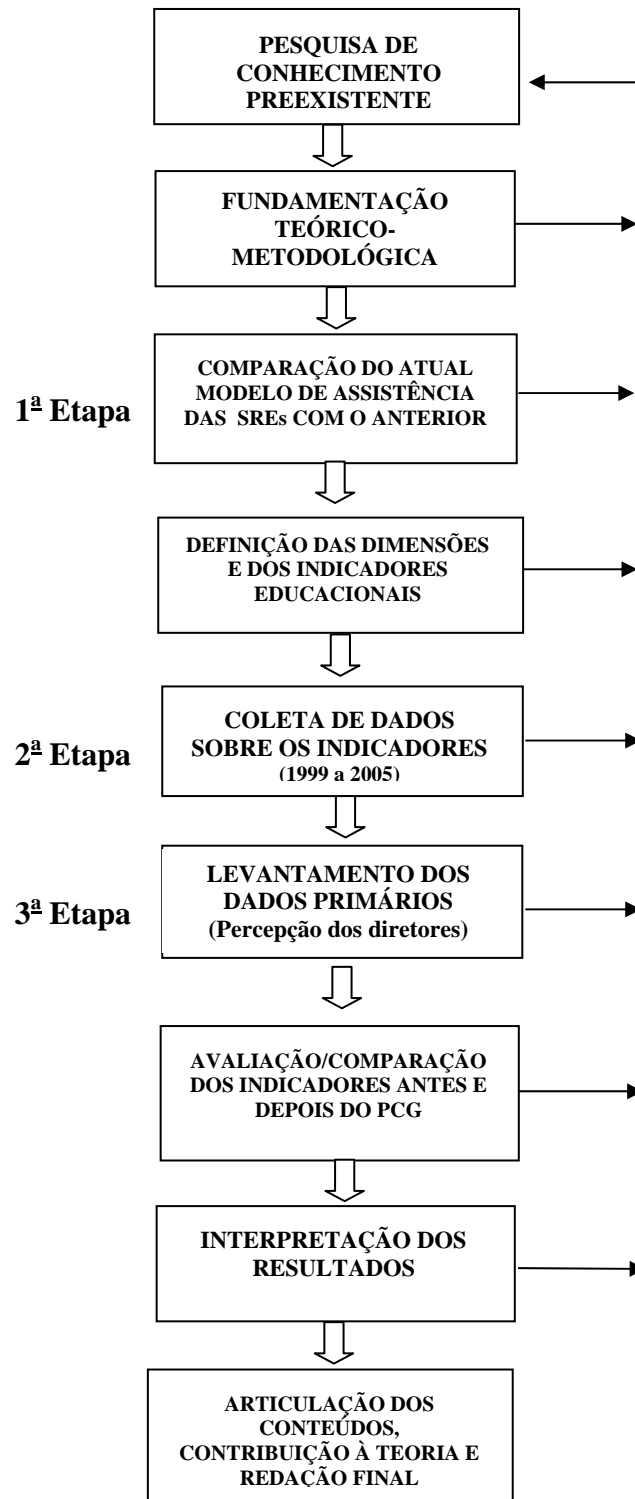 PESQUISA DE
CONHECIMENTO
PREEXISTENTE
FUNDAMENTAÇÃO
TEÓRICO-
METODOLÓGICA
1ª Etapa
COMPARAÇÃO DO ATUAL
MODELO DE ASSISTÊNCIA
DAS SREs COM O ANTERIOR
DEFINIÇÃO DAS DIMENSÕES
E DOS INDICADORES
EDUCACIONAIS
2ª Etapa
COLETA DE DADOS
SOBRE OS INDICADORES
(1999 a 2005)
3ª Etapa
LEVANTAMENTO DOS
DADOS PRIMÁRIOS
(Percepção dos diretores)
AVALIAÇÃO/COMPARAÇÃO
DOS INDICADORES ANTES E
DEPOIS DO PCG
INTERPRETAÇÃO DOS
RESULTADOS
ARTICULAÇÃO DOS
CONTEÚDOS,
CONTRIBUIÇÃO À TEORIA E
REDAÇÃO FINAL